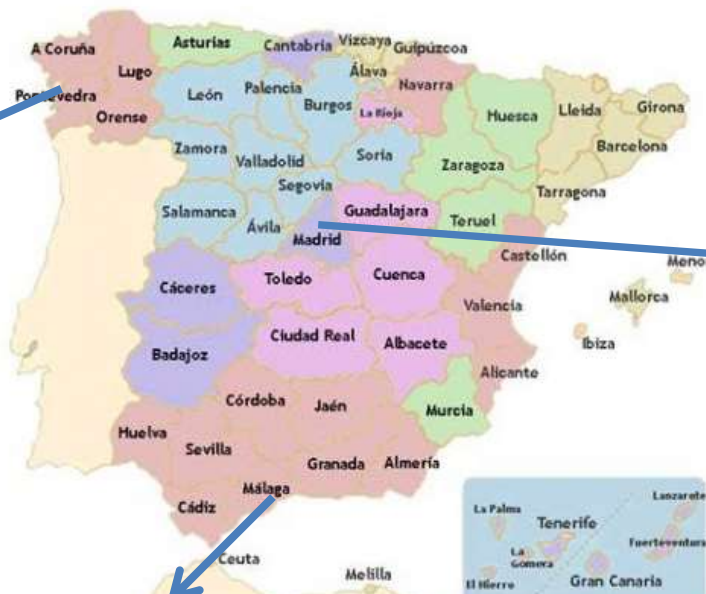 A Coruña
Lugo
Pontevedra
Orense
Asturias
Cantabria
Vizcaya
Guipúzcoa
Álava
Navarra
León
Palencia
Burgos
La Rioja
Huesca
Lleida
Girona
Barcelona
Zamora
Valladolid
Soria
Zaragoza
Tarragona
Segovia
Salamanca
Ávila
Guadalajara
Teruel
Madrid
Castellón
Meno
Cáceres
Toledo
Cuenca
Mallorca
Valencia
Ibiza
Badajoz
Ciudad Real
Albacete
Alicante
Córdoba
Jaén
Murcia
Huelva
Sevilla
Granada
Almería
Málaga
Cádiz
Ceuta
Melilla
La Palma
Tenerife
Lanzarote
La Gomera
Fuerteventura
El Hierro
Gran Canaria